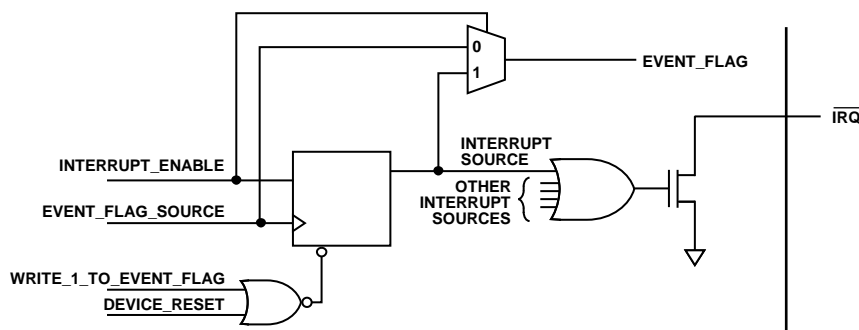 0
EVENT_FLAG
1
IRQ
INTERRUPT
SOURCE
INTERRUPT_ENABLE
OTHER
INTERRUPT
SOURCES
EVENT_FLAG_SOURCE
WRITE_1_TO_EVENT_FLAG
DEVICE_RESET